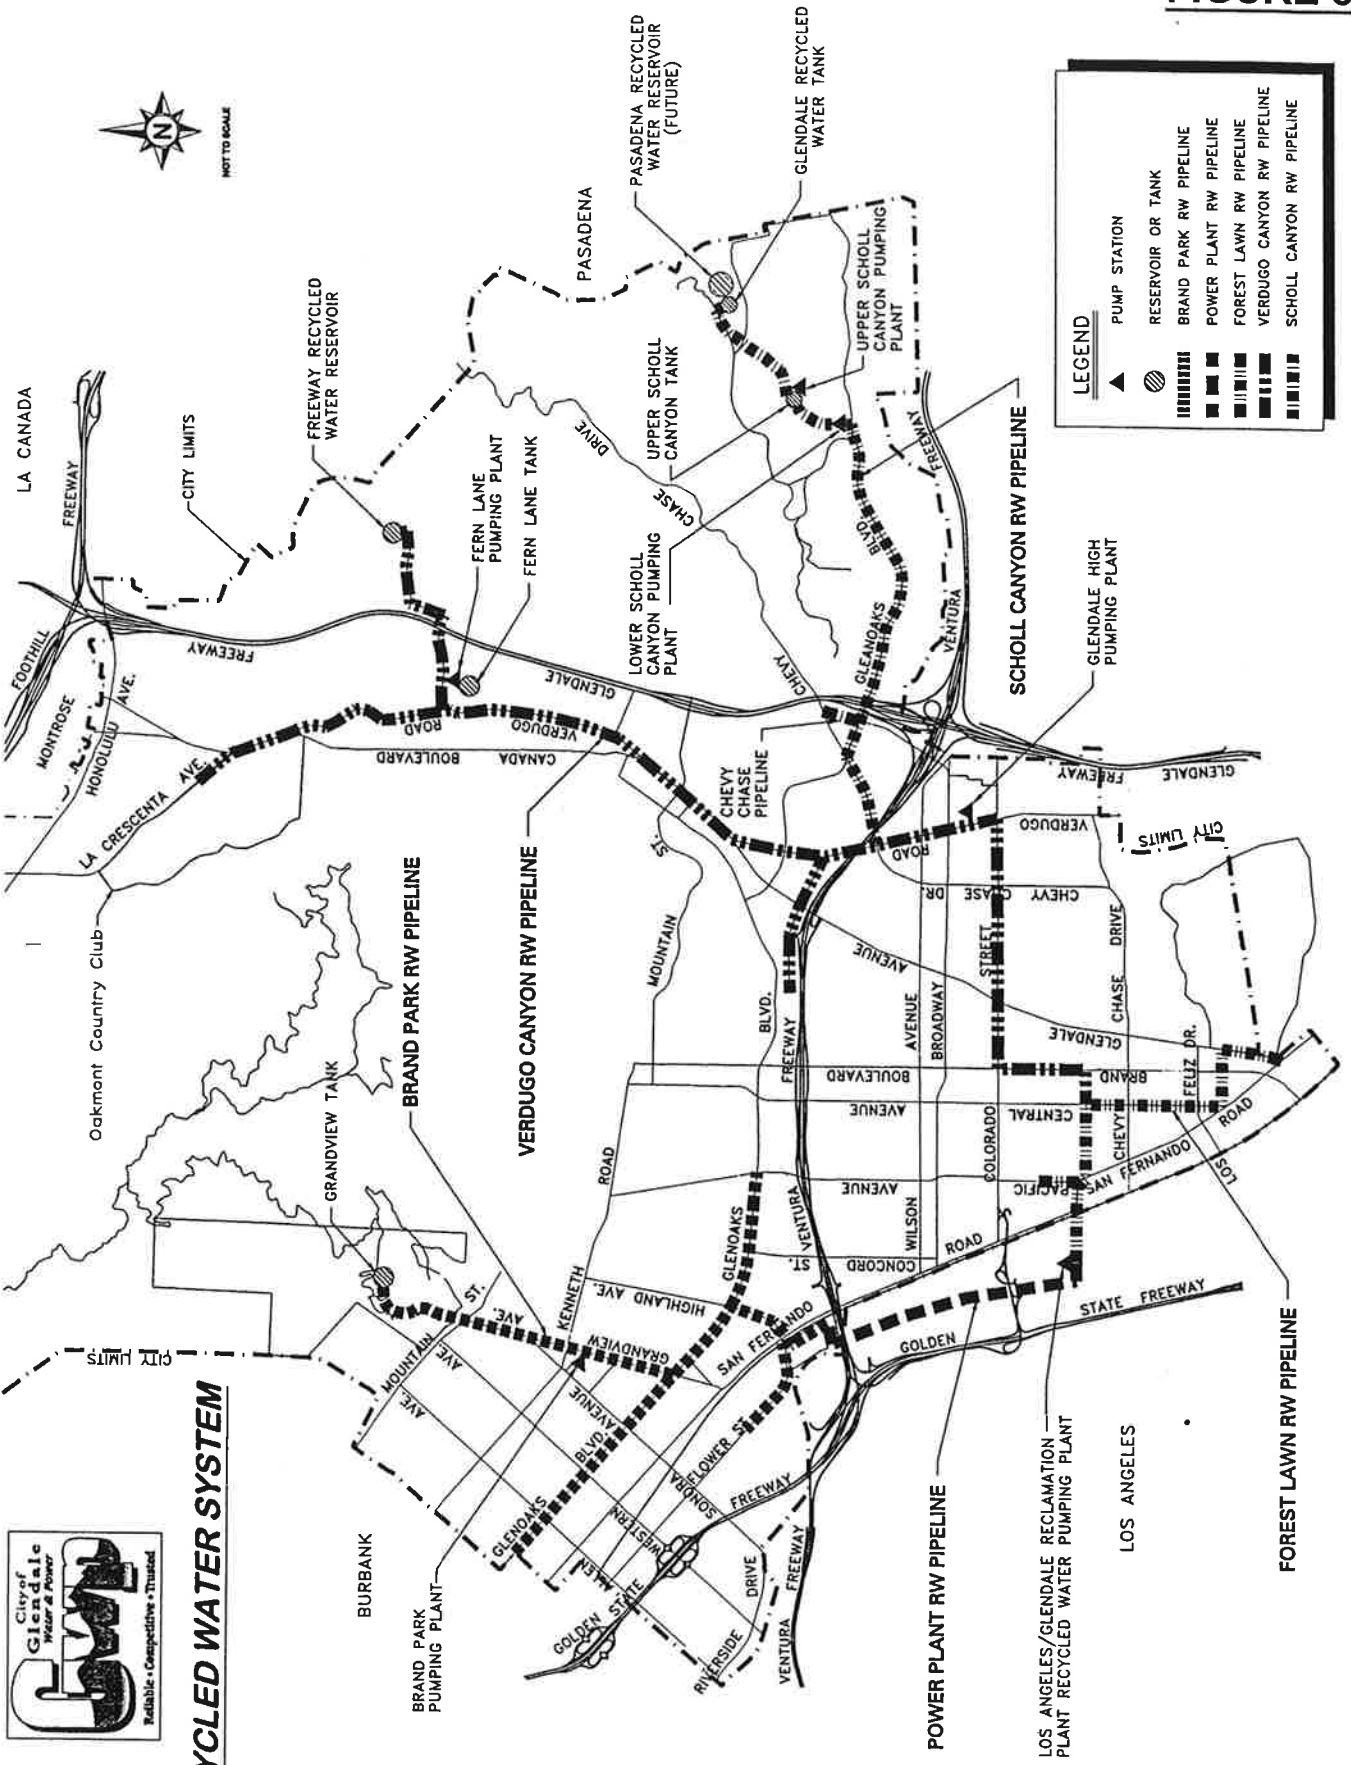 City of
Glendale
Water & Power
GWP
Reliable • Competitive • Trusted
YCLED WATER SYSTEM
NOT TO SCALE
N
LA CANADA
FREEWAY
CITY LIMITS
FREEWAY RECYCLED
WATER RESERVOIR
PASADENA
PASADENA RECYCLED
WATER RESERVOIR
(FUTURE)
GLENDALE RECYCLED
WATER TANK
FOOTHILL
MONTROSE
HONOLULU AVE.
FREEWAY
LA CRESCENTA AVE.
Oakmont Country Club
FERN LANE
PUMPING PLANT
FERN LANE TANK
ROAD
VERDUGO
BOULEVARD
CANADA
GLENDALE
DRIVE
CHASE
CHEVY
UPPER SCHOLL
CANYON TANK
UPPER SCHOLL
CANYON PUMPING
PLANT
LOWER SCHOLL
CANYON PUMPING
PLANT
BLVD
GLEANOAKS
VENTURA
FREEWAY
SCHOLL CANYON RW PIPELINE
GLENDALE HIGH
PUMPING PLANT
CHEVY
CHASE
PIPELINE
BRAND PARK RW PIPELINE
VERDUGO CANYON RW PIPELINE
GRANDVIEW TANK
MOUNTAIN
ST.
ROAD
KENNETH
BLVD.
GLENOAKS
FREEWAY
VENTURA
AVENUE
AVENUE
WILSON
BROADWAY
STREET
COLORADO
BOULEVARD
BRAND
AVENUE
CENTRAL
AVENUE
PACIFIC
ST.
CONCORD
HIGHLAND AVE.
GLENDALE
ROAD
VERDUGO
CHEVY CHASE DR.
DRIVE
CHASE
CHEVY
FREEWAY
GLENDALE
CITY LIMITS
LOS
FELIZ DR.
ROAD
SAN FERNANDO
ROAD
SAN FERNANDO
STATE FREEWAY
GOLDEN
CITY LIMITS
MOUNTAIN
ST.
AVE.
AVE.
AVE.
GRANDVIEW
AVENUE
BLVD.
GLENOAKS
ALLEN
WESTERN
SONORA
FLOWER ST.
FREEWAY
GOLDEN STATE
DRIVE
RIVERSIDE
FREEWAY
VENTURA
BURBANK
BRAND PARK
PUMPING PLANT
POWER PLANT RW PIPELINE
LOS ANGELES/GLENDALE RECLAMATION
PLANT RECYCLED WATER PUMPING PLANT
LOS ANGELES
FOREST LAWN RW PIPELINE
LEGEND
PUMP STATION
RESERVOIR OR TANK
BRAND PARK RW PIPELINE
POWER PLANT RW PIPELINE
FOREST LAWN RW PIPELINE
VERDUGO CANYON RW PIPELINE
SCHOLL CANYON RW PIPELINE